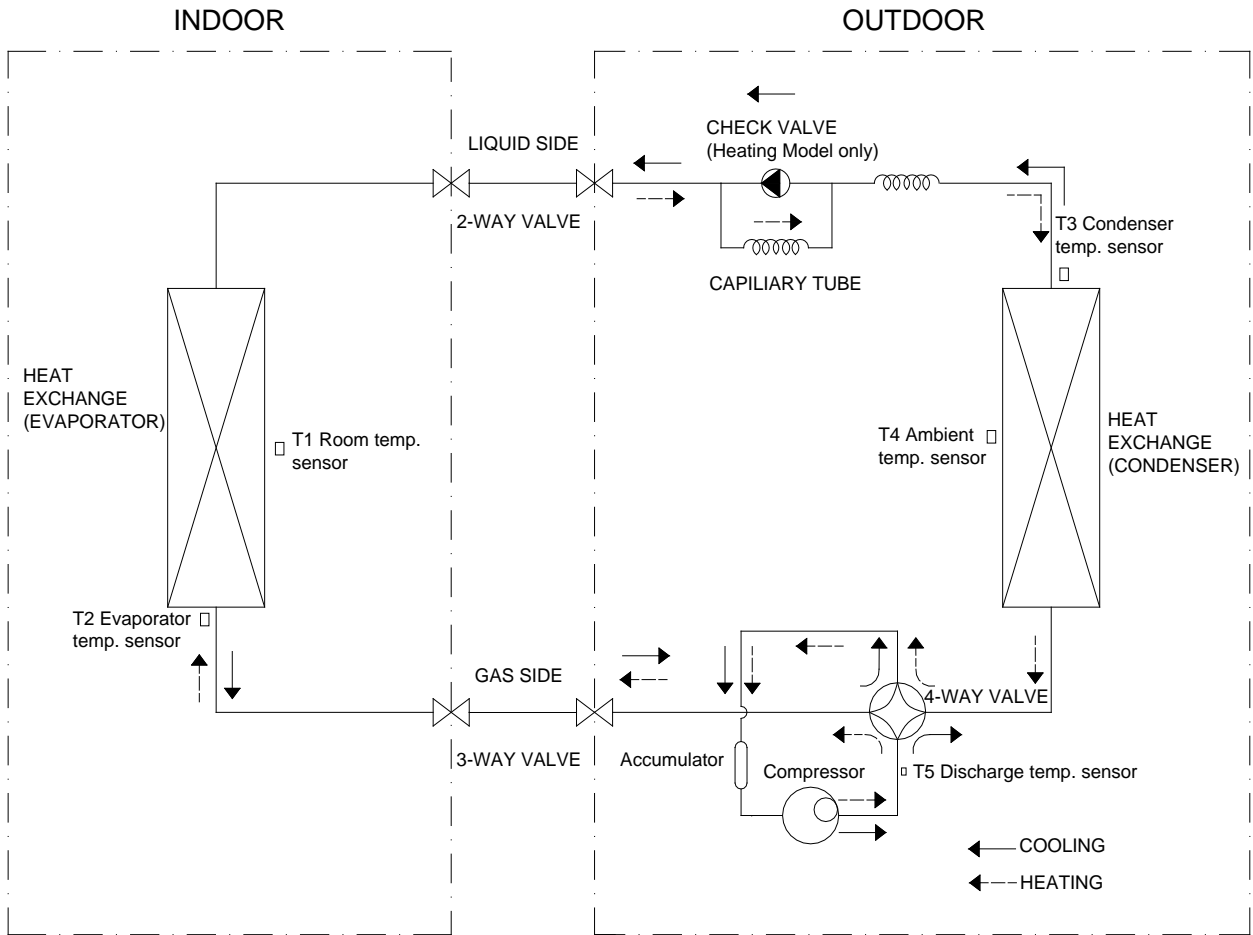 INDOOR
OUTDOOR
LIQUID SIDE
2-WAY VALVE
CHECK VALVE
(Heating Model only)
CAPILIARY TUBE
T3 Condenser
temp. sensor
HEAT
EXCHANGE
(EVAPORATOR)
T1 Room temp.
sensor
T4 Ambient
temp. sensor
HEAT
EXCHANGE
(CONDENSER)
T2 Evaporator
temp. sensor
GAS SIDE
3-WAY VALVE
4-WAY VALVE
Accumulator
Compressor
T5 Discharge temp. sensor
COOLING
HEATING